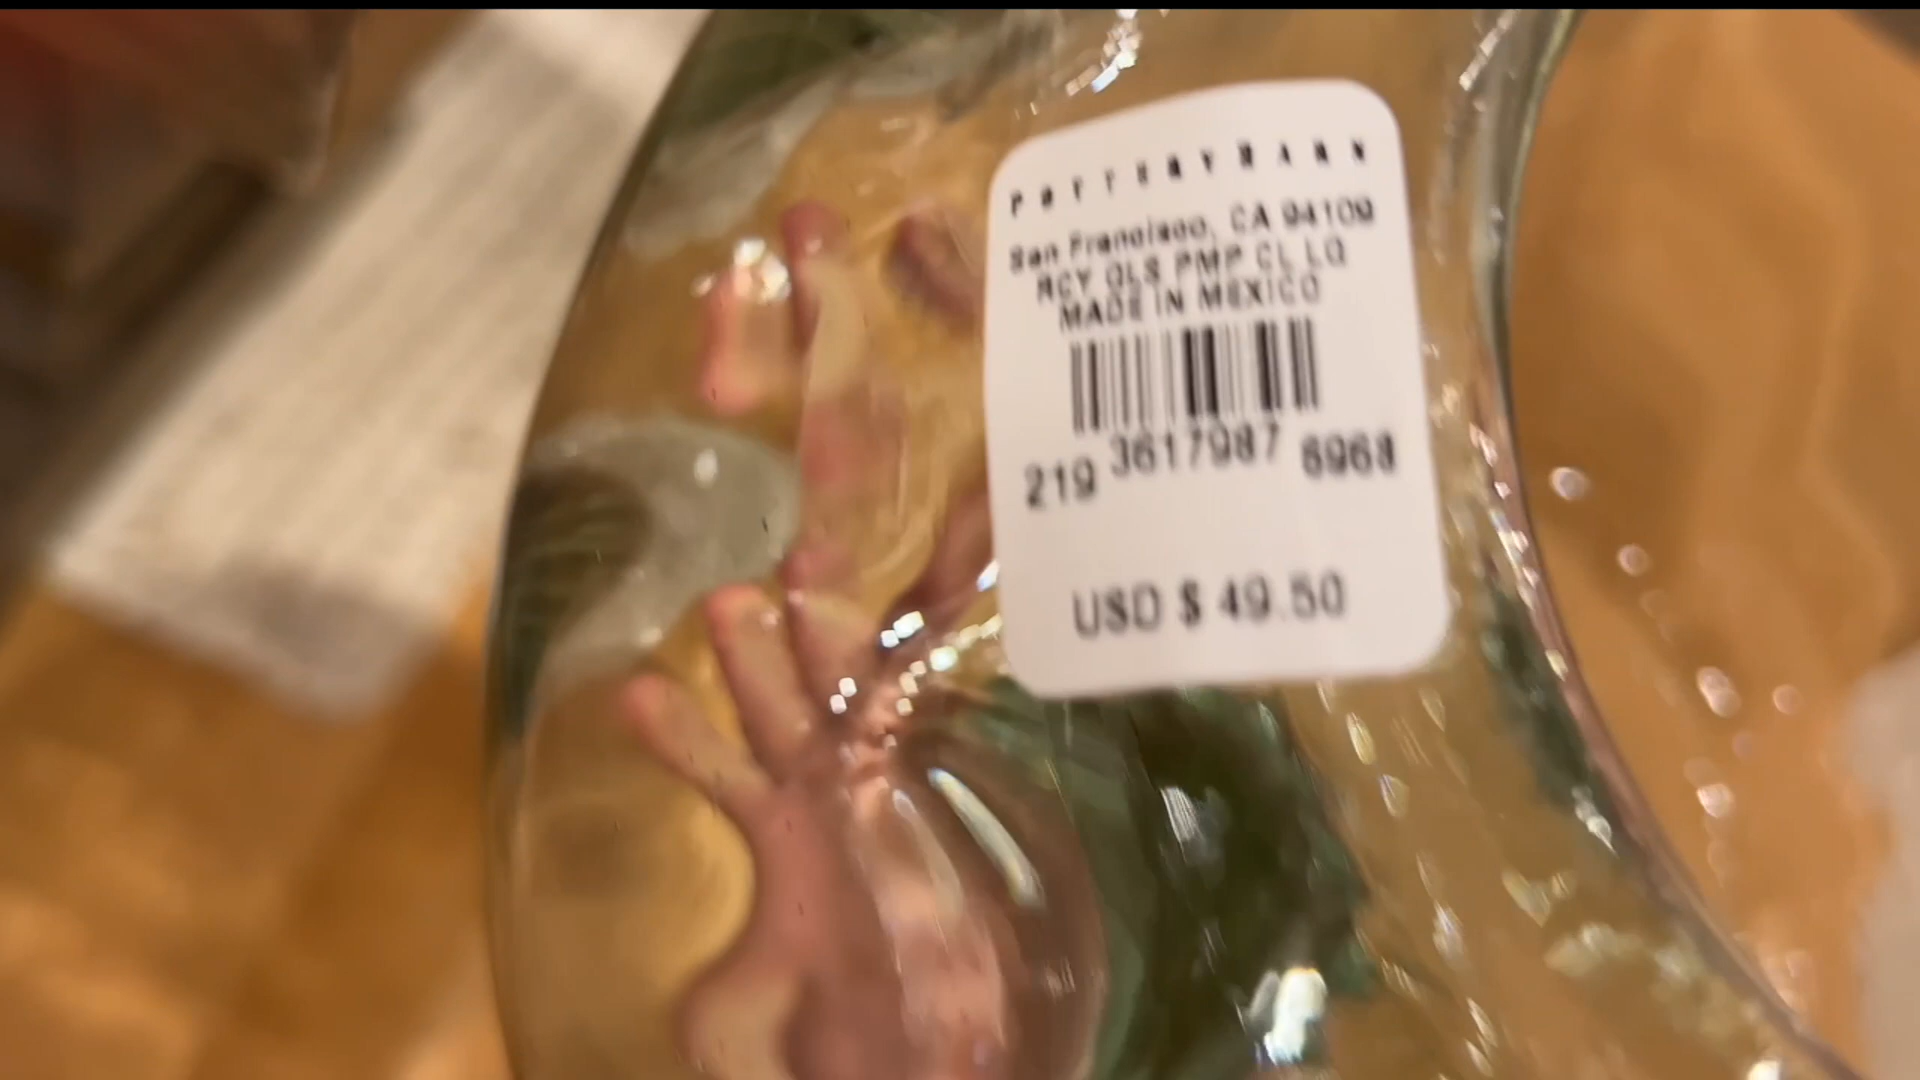 POTTERY BARN
San Francisco, CA 94109
RCY GLS PMP CL LG
MADE IN MEXICO
219 3617987 6968
USD $ 49.50